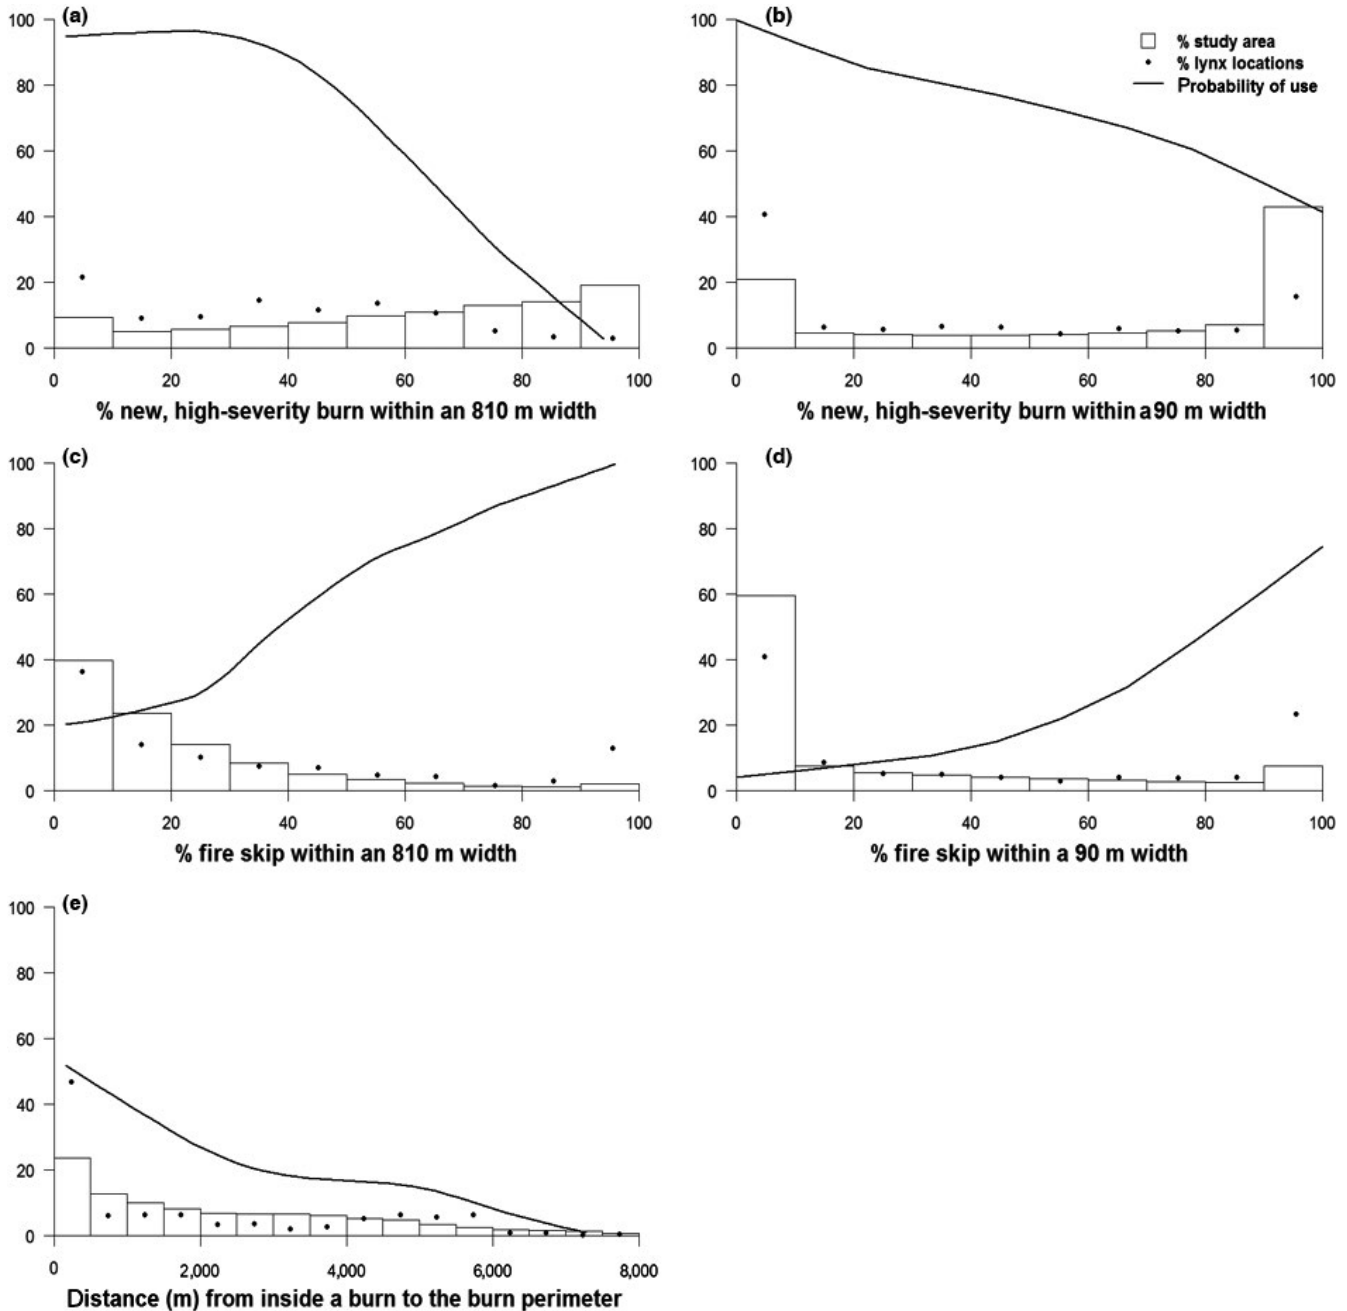 (a)
100
80
60
40
20
0
0 20 40 60 80 100
% new, high-severity burn within an 810 m width
(b)
% study area
% lynx locations
Probability of use
100
80
60
40
20
0
0 20 40 60 80 100
% new, high-severity burn within a 90 m width
(c)
100
80
60
40
20
0
0 20 40 60 80 100
% fire skip within an 810 m width
(d)
100
80
60
40
20
0
0 20 40 60 80 100
% fire skip within a 90 m width
(e)
100
80
60
40
20
0
0 2,000 4,000 6,000 8,000
Distance (m) from inside a burn to the burn perimeter